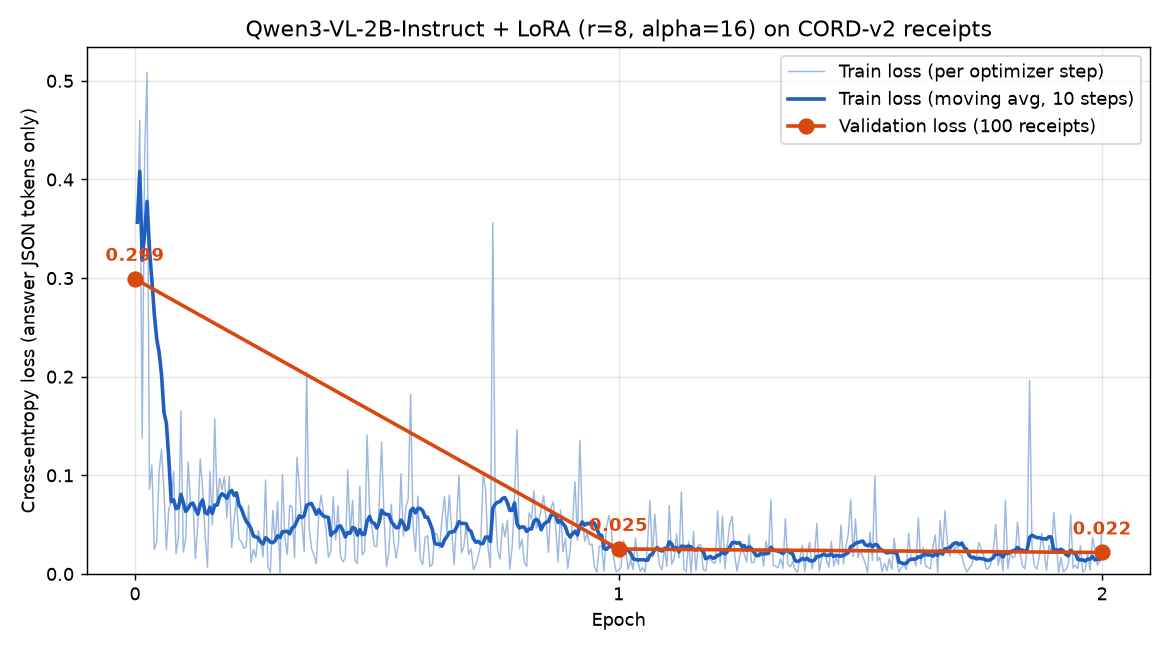 Qwen3-VL-2B-Instruct + LoRA (r=8, alpha=16) on CORD-v2 receipts
Train loss (per optimizer step)
Train loss (moving avg, 10 steps)
Validation loss (100 receipts)
Cross-entropy loss (answer JSON tokens only)
0.5
0.4
0.3
0.2
0.1
0.0
0.299
0.025
0.022
0
1
2
Epoch